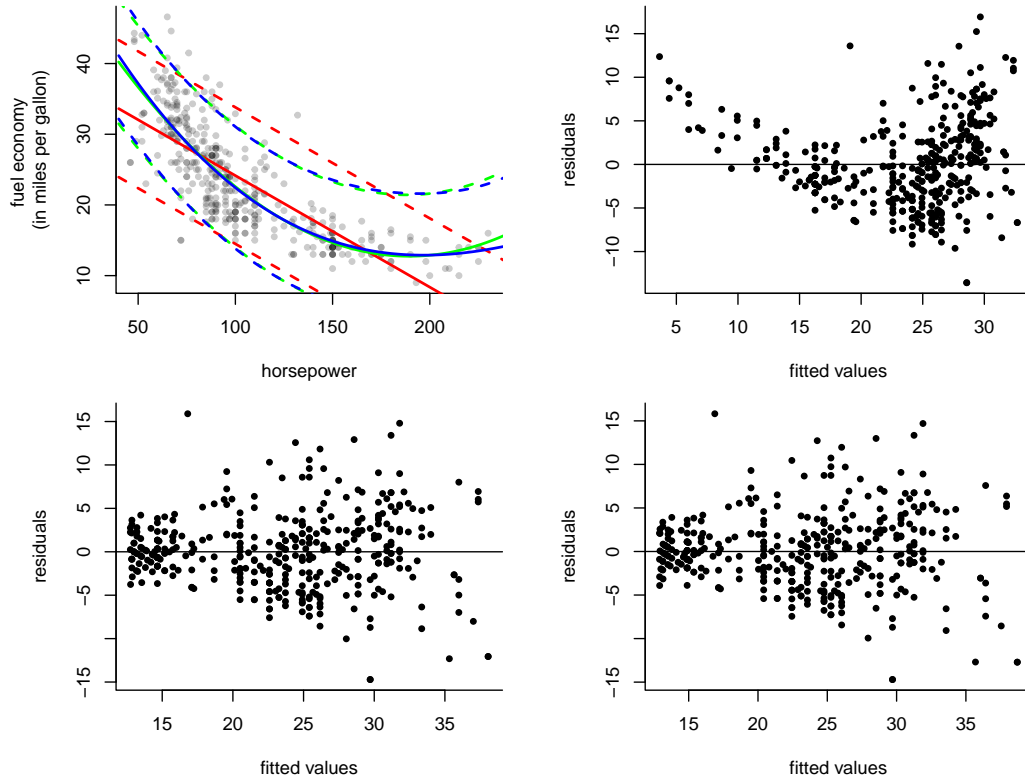 fuel economy
(in miles per gallon)
10 20 30 40
50 100 150 200
horsepower
residuals
−10 0 5 10 15
5 10 15 20 25 30
fitted values
residuals
−15 −5 0 5 10 15
15 20 25 30 35
fitted values
residuals
−15 −5 0 5 10 15
15 20 25 30 35
fitted values